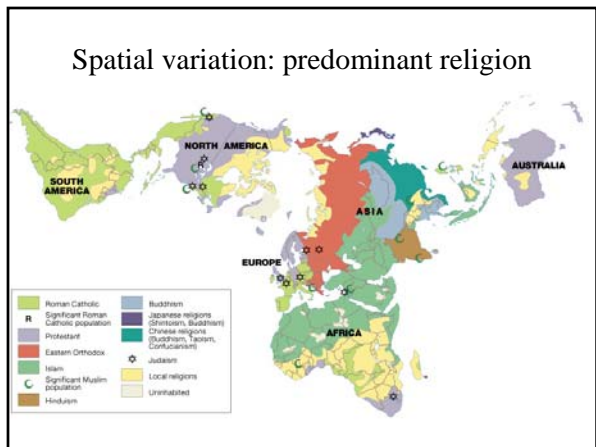 Spatial variation: predominant religion
NORTH AMERICA
SOUTH
AMERICA
R
AUSTRALIA
ASIA
EUROPE
AFRICA
Roman Catholic
R
Significant Roman
Catholic population
Protestant
Eastern Orthodox
Islam
Significant Muslim
population
Hinduism
Buddhism
Japanese religions
(Shintoism, Buddhism)
Chinese religions
(Buddhism, Taoism,
Confucianism)
Judaism
Local religions
Uninhabited